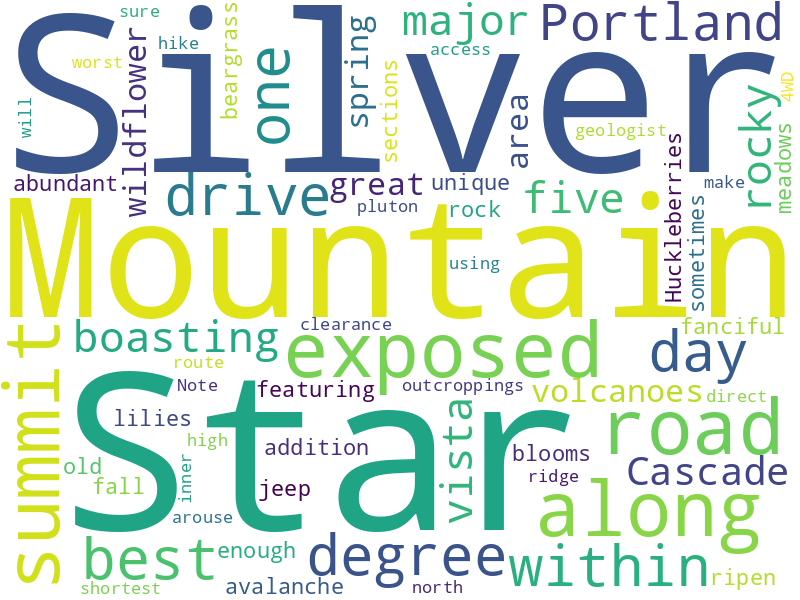 Silver
Mountain
Star
sure
hike
worst
will
wildflower
beargrass
one
spring
sections
major
access
Portland
area
geologist
4WD
rocky
meadows
abundant
drive
great
unique
pluton
rock
five
Huckleberries
sometimes
make
using
summit
boasting
clearance
exposed
day
fanciful
route
Note
featuring
outcroppings
volcanoes
direct
lilies
high
addition
vista
blooms
road
old
fall
inner
jeep
ridge
Cascade
arouse
along
best
enough
degree
within
ripen
shortest
avalanche
north